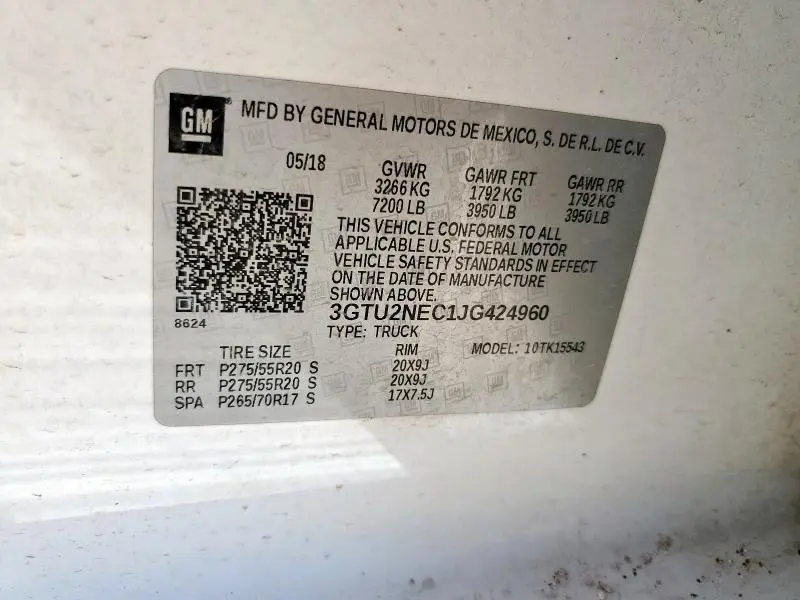 GM® MFD BY GENERAL MOTORS DE MEXICO, S. DE R.L. DE C.V.
05/18 GVWR GAWR FRT GAWR RR
3266 KG 1792 KG 1792 KG
7200 LB 3950 LB 3950 LB
THIS VEHICLE CONFORMS TO ALL
APPLICABLE U.S. FEDERAL MOTOR
VEHICLE SAFETY STANDARDS IN EFFECT
ON THE DATE OF MANUFACTURE
SHOWN ABOVE.
3GTU2NEC1JG424960
8624
TYPE: TRUCK
TIRE SIZE RIM MODEL: 10TK15543
FRT P275/55R20 S 20X9J
RR P275/55R20 S 20X9J
SPA P265/70R17 S 17X7.5J